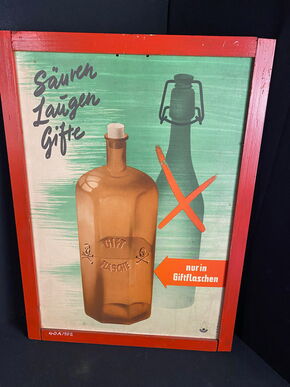 Säuren
Laugen
Gifte
GIFT
FLASCHE
nur in
Giftflaschen